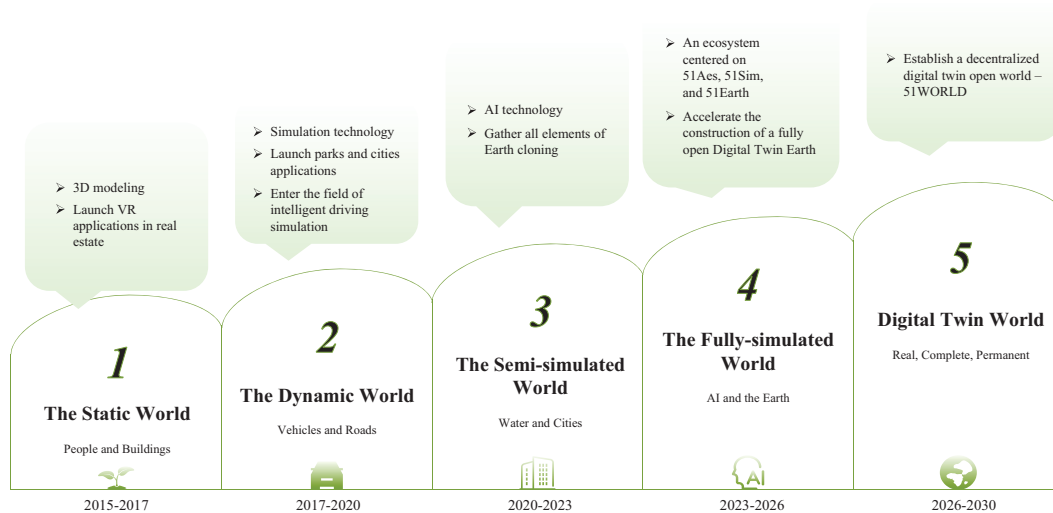 ➢ 3D modeling
➢ Launch VR
applications in real
estate
1
The Static World
People and Buildings
2015-2017
➢ Simulation technology
➢ Launch parks and cities
applications
➢ Enter the field of
intelligent driving
simulation
2
The Dynamic World
Vehicles and Roads
2017-2020
➢ AI technology
➢ Gather all elements of
Earth cloning
3
The Semi-simulated
World
Water and Cities
2020-2023
➢ An ecosystem
centered on
51Aes, 51Sim,
and 51Earth
➢ Accelerate the
construction of a fully
open Digital Twin Earth
4
The Fully-simulated
World
AI and the Earth
AI
2023-2026
➢ Establish a decentralized
digital twin open world –
51WORLD
5
Digital Twin World
Real, Complete, Permanent
2026-2030